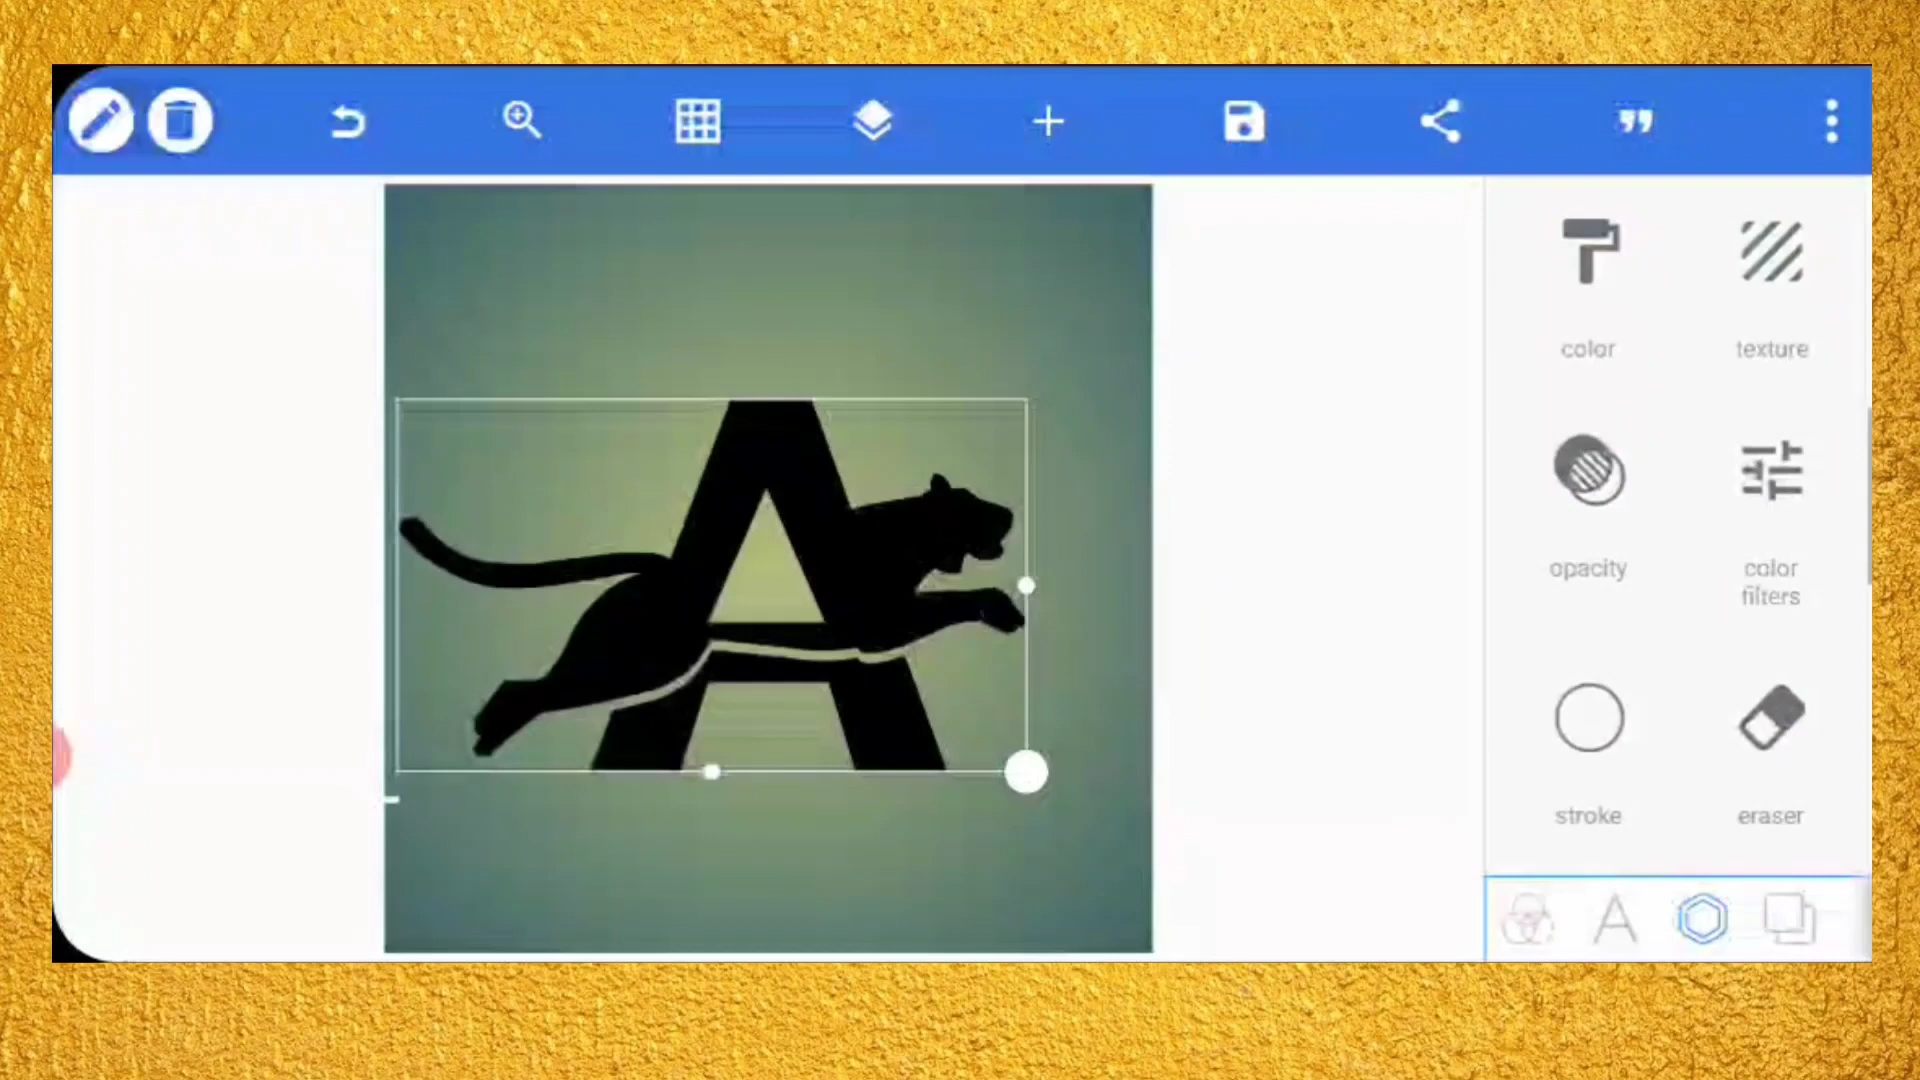 A
color
texture
opacity
color
filters
stroke
eraser
A